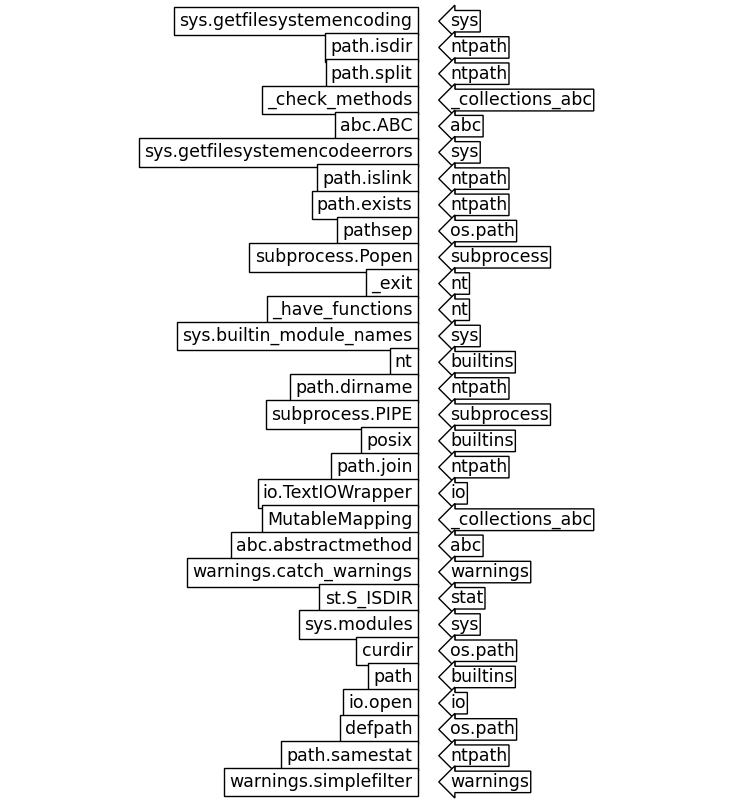 sys.getfilesystemencoding sys
path.isdir ntpath
path.split ntpath
_check_methods _collections_abc
abc.ABC abc
sys.getfilesystemencodeerrors sys
path.islink ntpath
path.exists ntpath
pathsep os.path
subprocess.Popen subprocess
_exit nt
_have_functions nt
sys.builtin_module_names sys
nt builtins
path.dirname ntpath
subprocess.PIPE subprocess
posix builtins
path.join ntpath
io.TextIOWrapper io
MutableMapping _collections_abc
abc.abstractmethod abc
warnings.catch_warnings warnings
st.S_ISDIR stat
sys.modules sys
curdir os.path
path builtins
io.open io
defpath os.path
path.samestat ntpath
warnings.simplefilter warnings